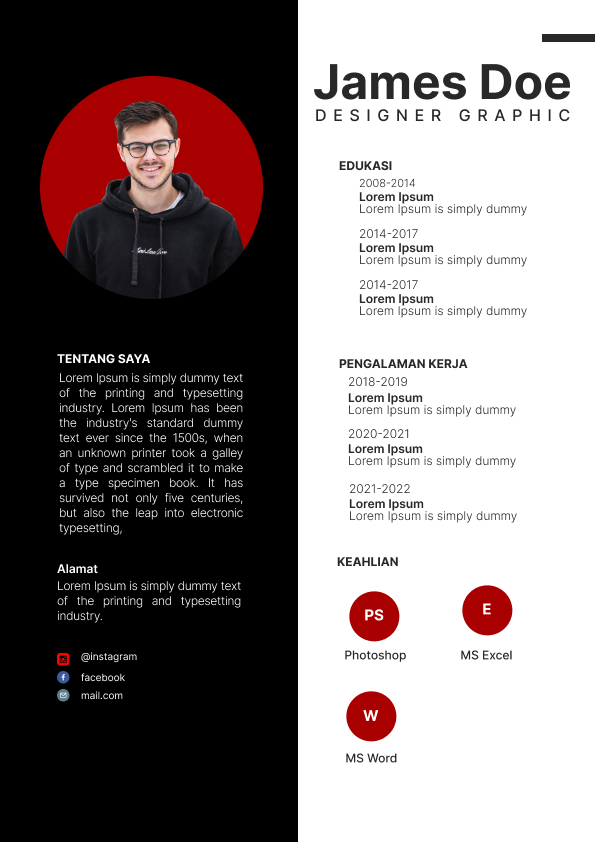 James Doe
DESIGNER GRAPHIC
TENTANG SAYA
Lorem Ipsum is simply dummy text
of the printing and typesetting
industry. Lorem Ipsum has been
the industry's standard dummy
text ever since the 1500s, when
an unknown printer took a galley
of type and scrambled it to make
a type specimen book. It has
survived not only five centuries,
but also the leap into electronic
typesetting,
Alamat
Lorem Ipsum is simply dummy text
of the printing and typesetting
industry.
@instagram
facebook
mail.com
EDUKASI
2008-2014
Lorem Ipsum
Lorem Ipsum is simply dummy
2014-2017
Lorem Ipsum
Lorem Ipsum is simply dummy
2014-2017
Lorem Ipsum
Lorem Ipsum is simply dummy
PENGALAMAN KERJA
2018-2019
Lorem Ipsum
Lorem Ipsum is simply dummy
2020-2021
Lorem Ipsum
Lorem Ipsum is simply dummy
2021-2022
Lorem Ipsum
Lorem Ipsum is simply dummy
KEAHLIAN
PS
Photoshop
E
MS Excel
W
MS Word